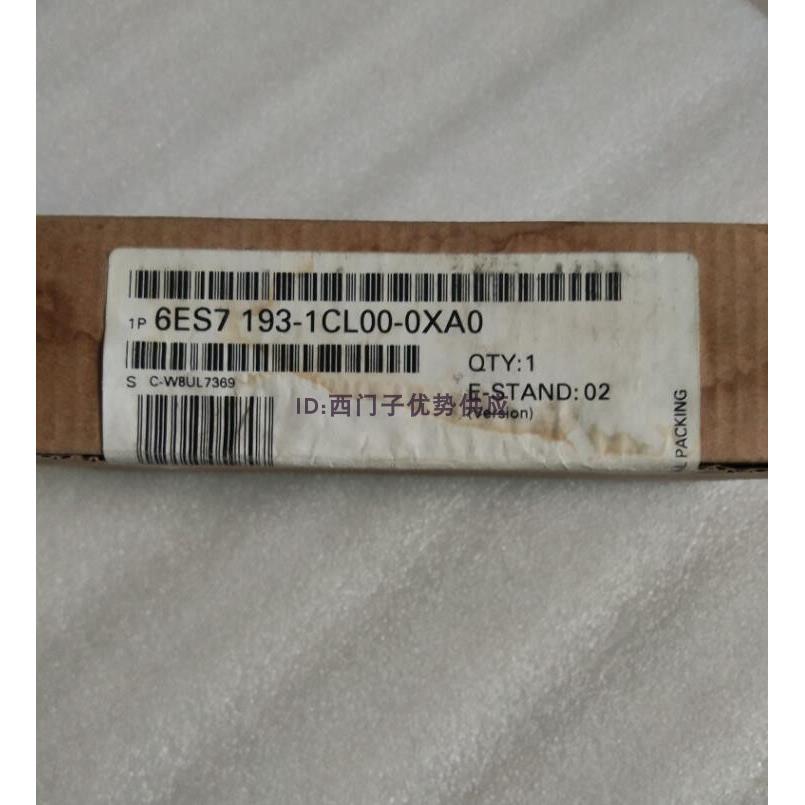 1P 6ES7 193-1CL00-0XA0
S C-W8UL7369
QTY: 1
E-STAND: 02
(Version)
ID:西门子优势供应
PACKING